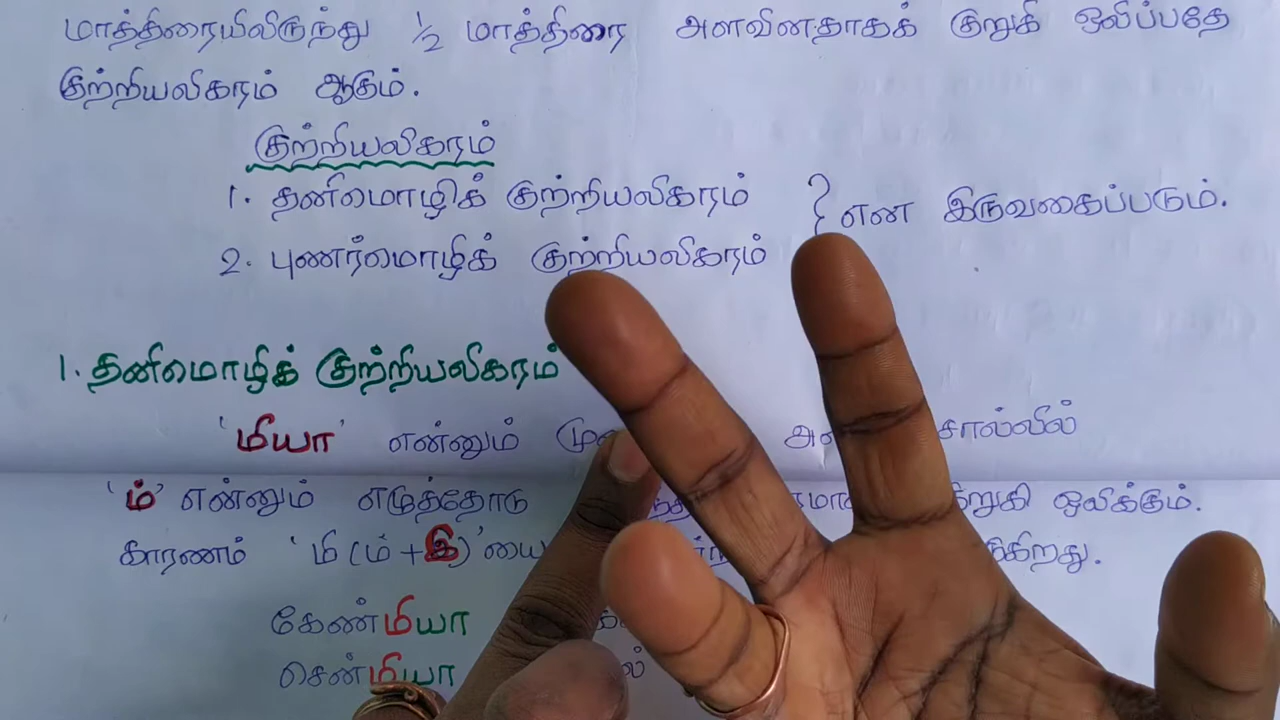 மாத்திரையிலிருந்து 1/2 மாத்திரை அளவினதாகக் குறுகி ஒலிப்பதே
குற்றியலிகரம் ஆகும்.
குற்றியலிகரம்
1. தனிமொழிக் குற்றியலிகரம் } என இருவகைப்படும்.
2. புணர்மொழிக் குற்றியலிகரம்
1. தனிமொழிக் குற்றியலிகரம்
'மியா' என்னும்
'ம்' என்னும் எழுத்தோடு ஒலிக்கும்.
காரணம் 'மி (ம் + இ)'யை
கேண்மியா
சென்மியா